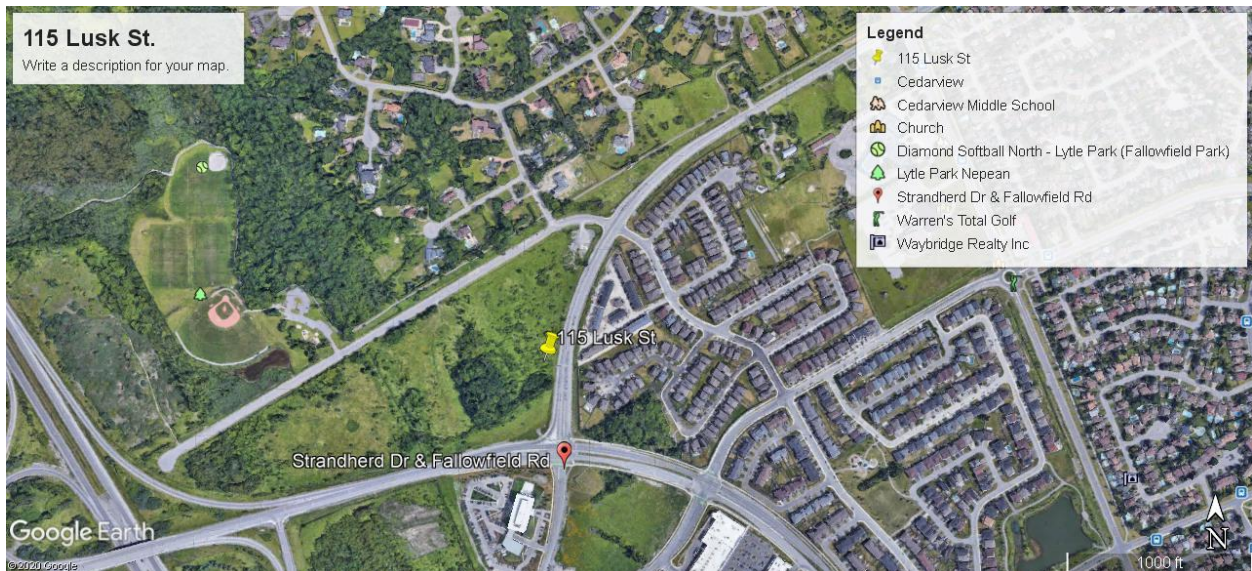 115 Lusk St.
Write a description for your map.
Legend
115 Lusk St
Cedarview
Cedarview Middle School
Church
Diamond Softball North - Lytle Park (Fallowfield Park)
Lytle Park Nepean
Strandherd Dr & Fallowfield Rd
Warren's Total Golf
Waybridge Realty Inc
115 Lusk St
Strandherd Dr & Fallowfield Rd
Google Earth
©2020 Google
N
1000 ft